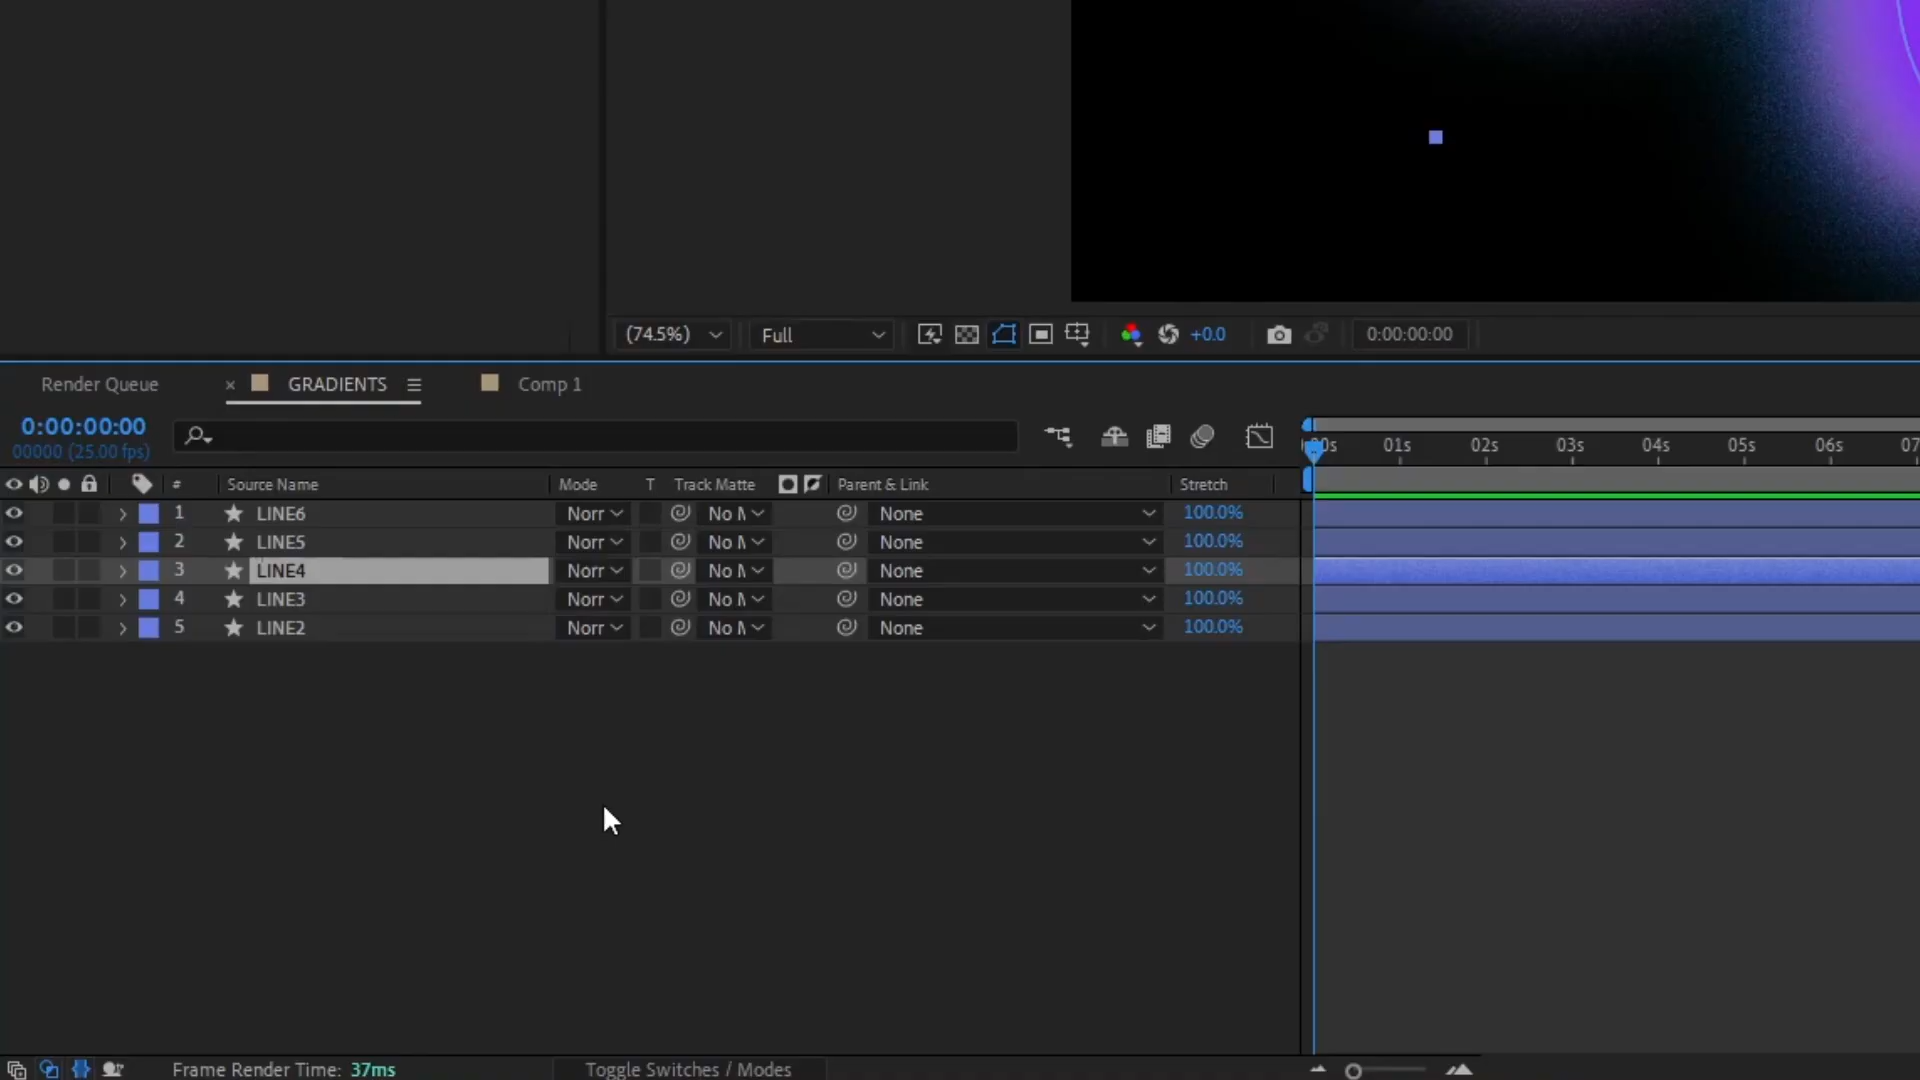 (74.5%) Full +0.0 0:00:00:00
Render Queue × GRADIENTS Comp 1
0:00:00:00
00000 (25.00 fps)
01s 02s 03s 04s 05s 06s 07
# Source Name Mode T Track Matte Parent & Link Stretch
1 LINE6 Norr No None 100.0%
2 LINE5 Norr No None 100.0%
3 LINE4 Norr No None 100.0%
4 LINE3 Norr No None 100.0%
5 LINE2 Norr No None 100.0%
Frame Render Time: 37ms Toggle Switches / Modes